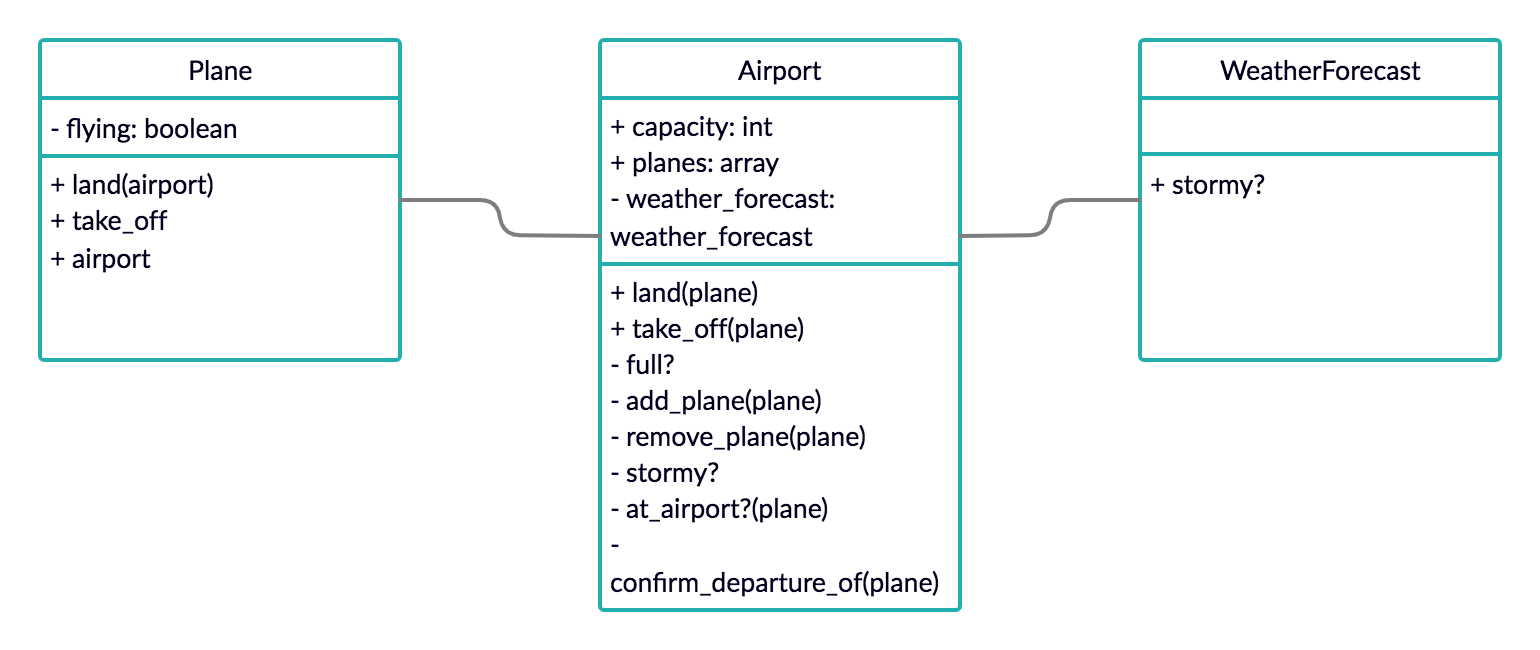 Plane
- flying: boolean
+ land(airport)
+ take_off
+ airport
Airport
+ capacity: int
+ planes: array
- weather_forecast:
weather_forecast
+ land(plane)
+ take_off(plane)
- full?
- add_plane(plane)
- remove_plane(plane)
- stormy?
- at_airport?(plane)
-
confirm_departure_of(plane)
WeatherForecast
+ stormy?